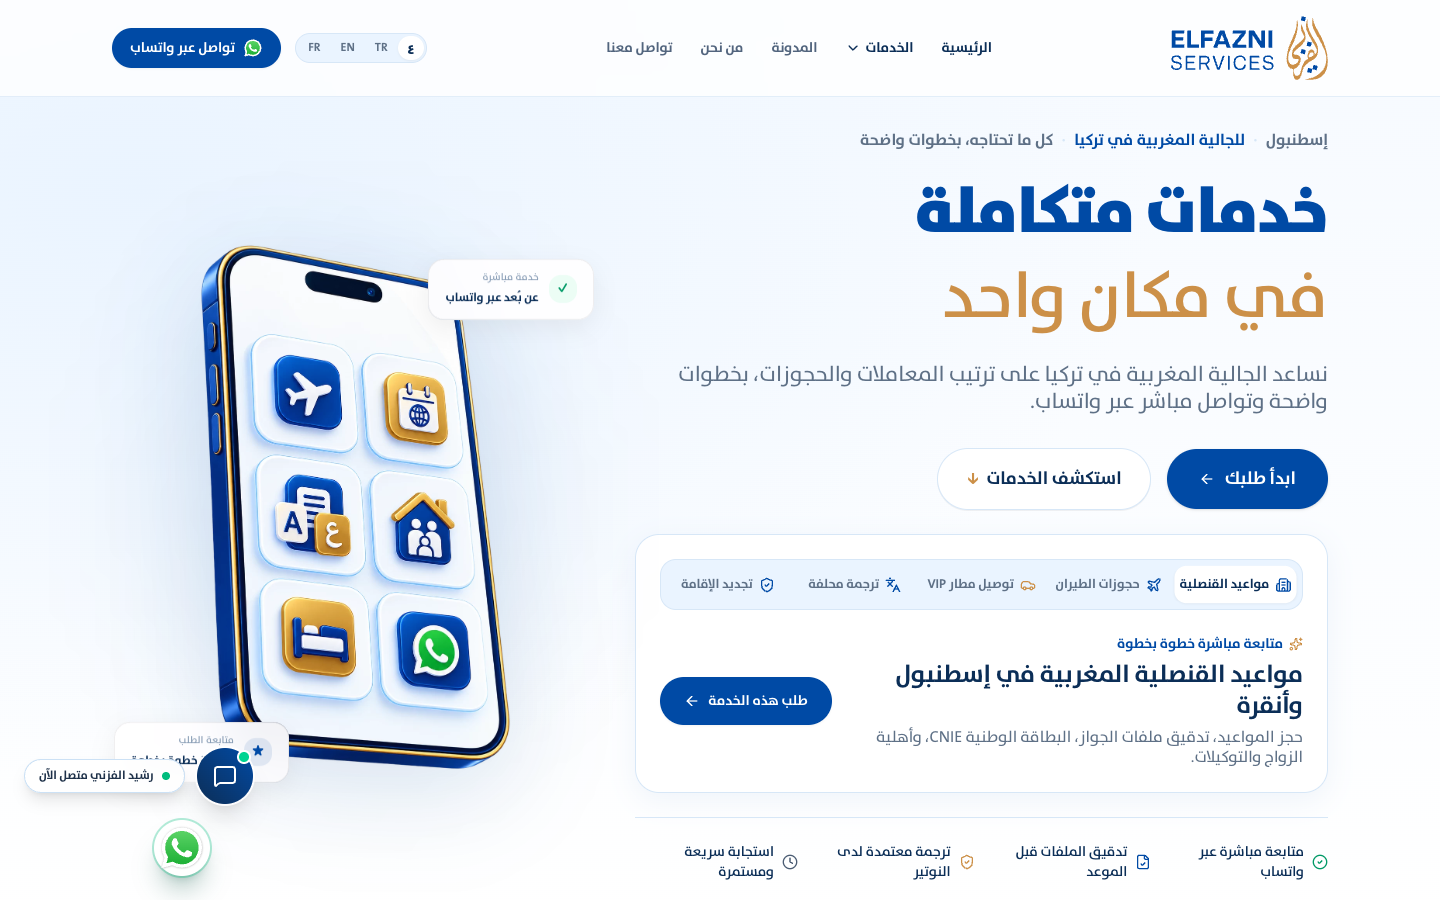 ELFAZNI
SERVICES
الرئيسية
الخدمات
المدونة
من نحن
تواصل معنا
ع
TR
EN
FR
تواصل عبر واتساب
إسطنبول · للجالية المغربية في تركيا · كل ما تحتاجه، بخطوات واضحة
خدمات متكاملة
في مكان واحد
نساعد الجالية المغربية في تركيا على ترتيب المعاملات والحجوزات، بخطوات
واضحة وتواصل مباشر عبر واتساب.
ابدأ طلبك
استكشف الخدمات
مواعيد القنصلية
حجوزات الطيران
توصيل مطار VIP
ترجمة محلفة
تجديد الإقامة
متابعة مباشرة خطوة بخطوة
مواعيد القنصلية المغربية في إسطنبول
وأنقرة
حجز المواعيد، تدقيق ملفات الجواز، البطاقة الوطنية CNIE، وأهلية
الزواج والتوكيلات.
طلب هذه الخدمة
متابعة مباشرة عبر
واتساب
تدقيق الملفات قبل
الموعد
ترجمة معتمدة لدى
النوتير
استجابة سريعة
ومستمرة
خدمة مباشرة
عن بُعد عبر واتساب
A
ع
متابعة الطلب
رشيد الفزني متصل الآن